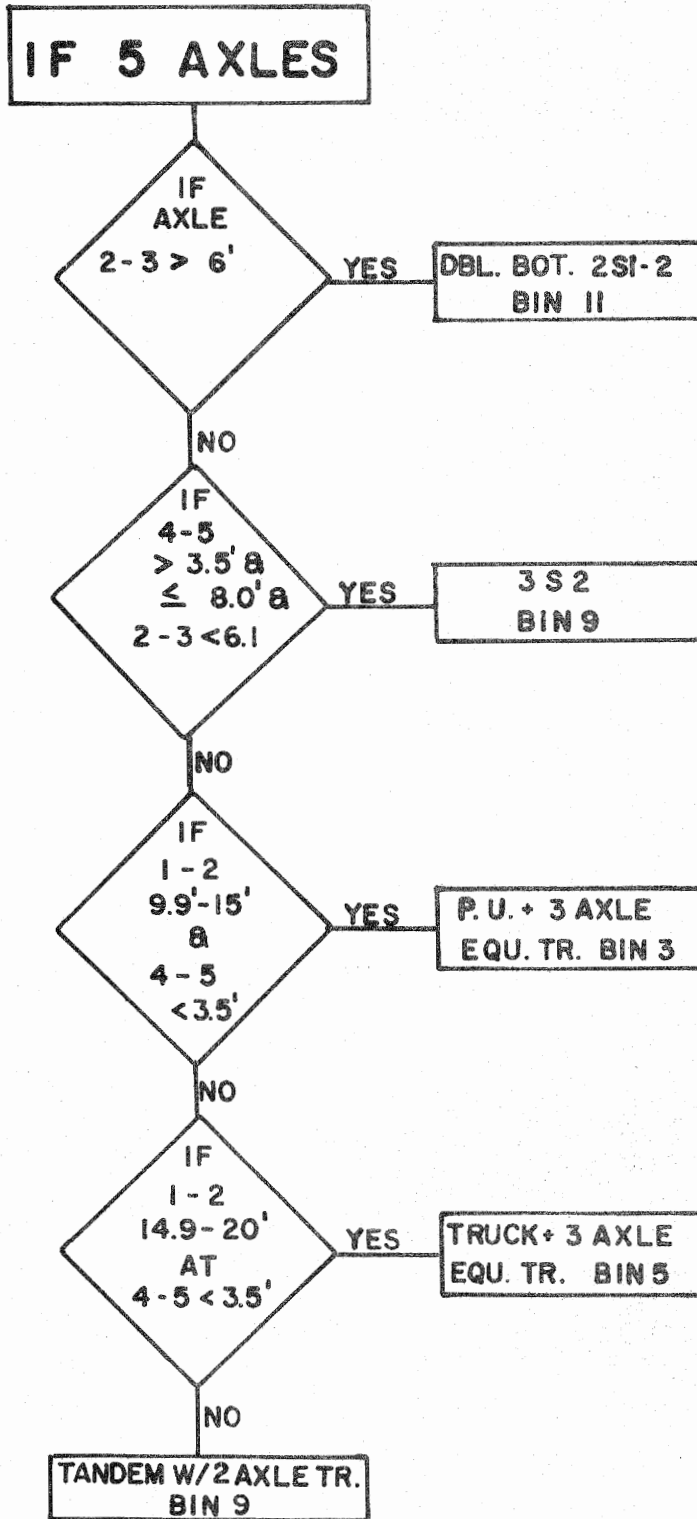 IF 5 AXLES
IF
AXLE
2-3 > 6'
YES
DBL. BOT. 2S1-2
BIN 11
NO
IF
4-5
> 3.5' &
≤ 8.0' &
2-3 <6.1
YES
3 S 2
BIN 9
NO
IF
1-2
9.9'-15'
&
4-5
<3.5'
YES
P.U. + 3 AXLE
EQU. TR. BIN 3
NO
IF
1-2
14.9-20'
AT
4-5 < 3.5'
YES
TRUCK + 3 AXLE
EQU. TR. BIN 5
NO
TANDEM W/2 AXLE TR.
BIN 9